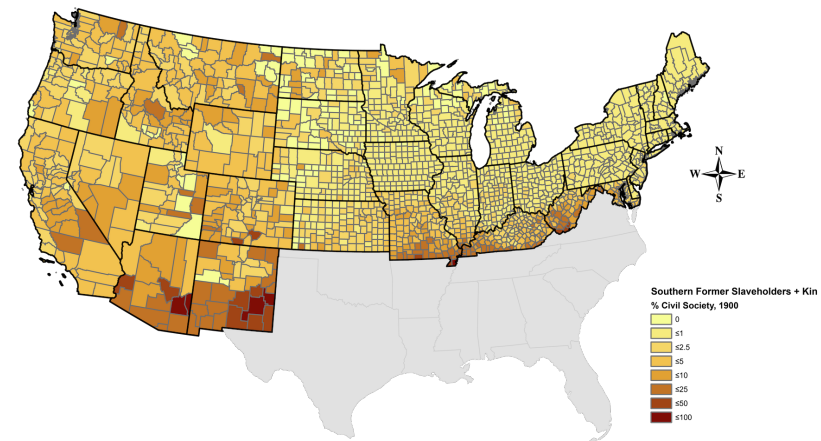 N
W E
S
Southern Former Slaveholders + Kin
% Civil Society, 1900
0
≤1
≤2.5
≤5
≤10
≤25
≤50
≤100